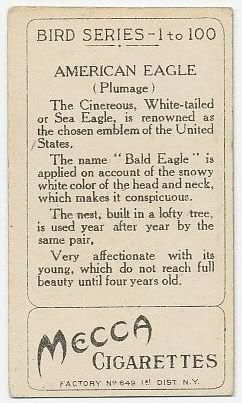 BIRD SERIES-1 to 100
AMERICAN EAGLE
(Plumage)
The Cinereous, White-tailed
or Sea Eagle, is renowned as
the chosen emblem of the United
States.
The name "Bald Eagle" is
applied on account of the snowy
white color of the head and neck,
which makes it conspicuous.
The nest, built in a lofty tree,
is used year after year by the
same pair.
Very affectionate with its
young, which do not reach full
beauty until four years old.
MECCA
CIGARETTES
FACTORY No 649 1st DIST. N.Y.